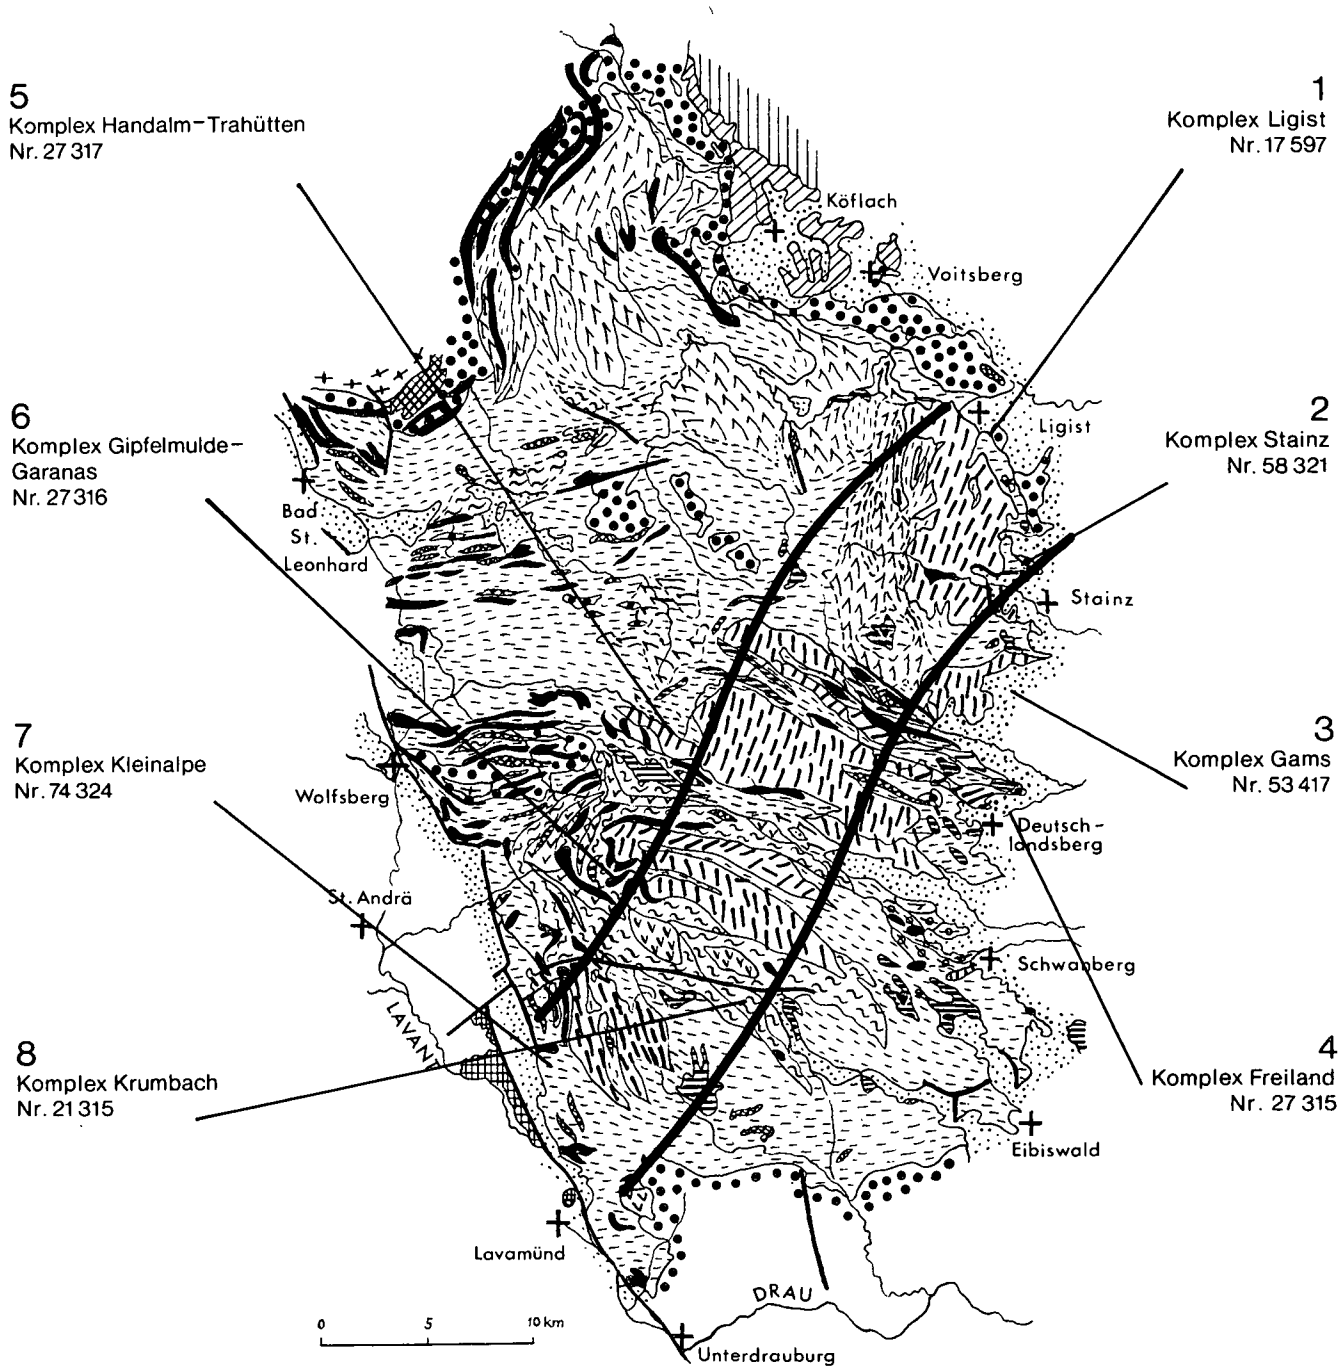 5
Komplex Handalm-Trahütten
Nr. 27 317
1
Komplex Ligist
Nr. 17 597
Köflach
Voitsberg
6
Komplex Gipfelmulde-
Garanas
Nr. 27 316
Ligist
2
Komplex Stainz
Nr. 58 321
Bad
St.
Leonhard
Stainz
7
Komplex Kleinalpe
Nr. 74 324
Wolfsberg
3
Komplex Gams
Nr. 53 417
Deutsch-
landsberg
St. Andrä
Schwanberg
LAVANT
8
Komplex Krumbach
Nr. 21 315
4
Komplex Freiland
Nr. 27 315
Eibiswald
Lavamünd
DRAU
0 5 10 km
Unterdrauburg